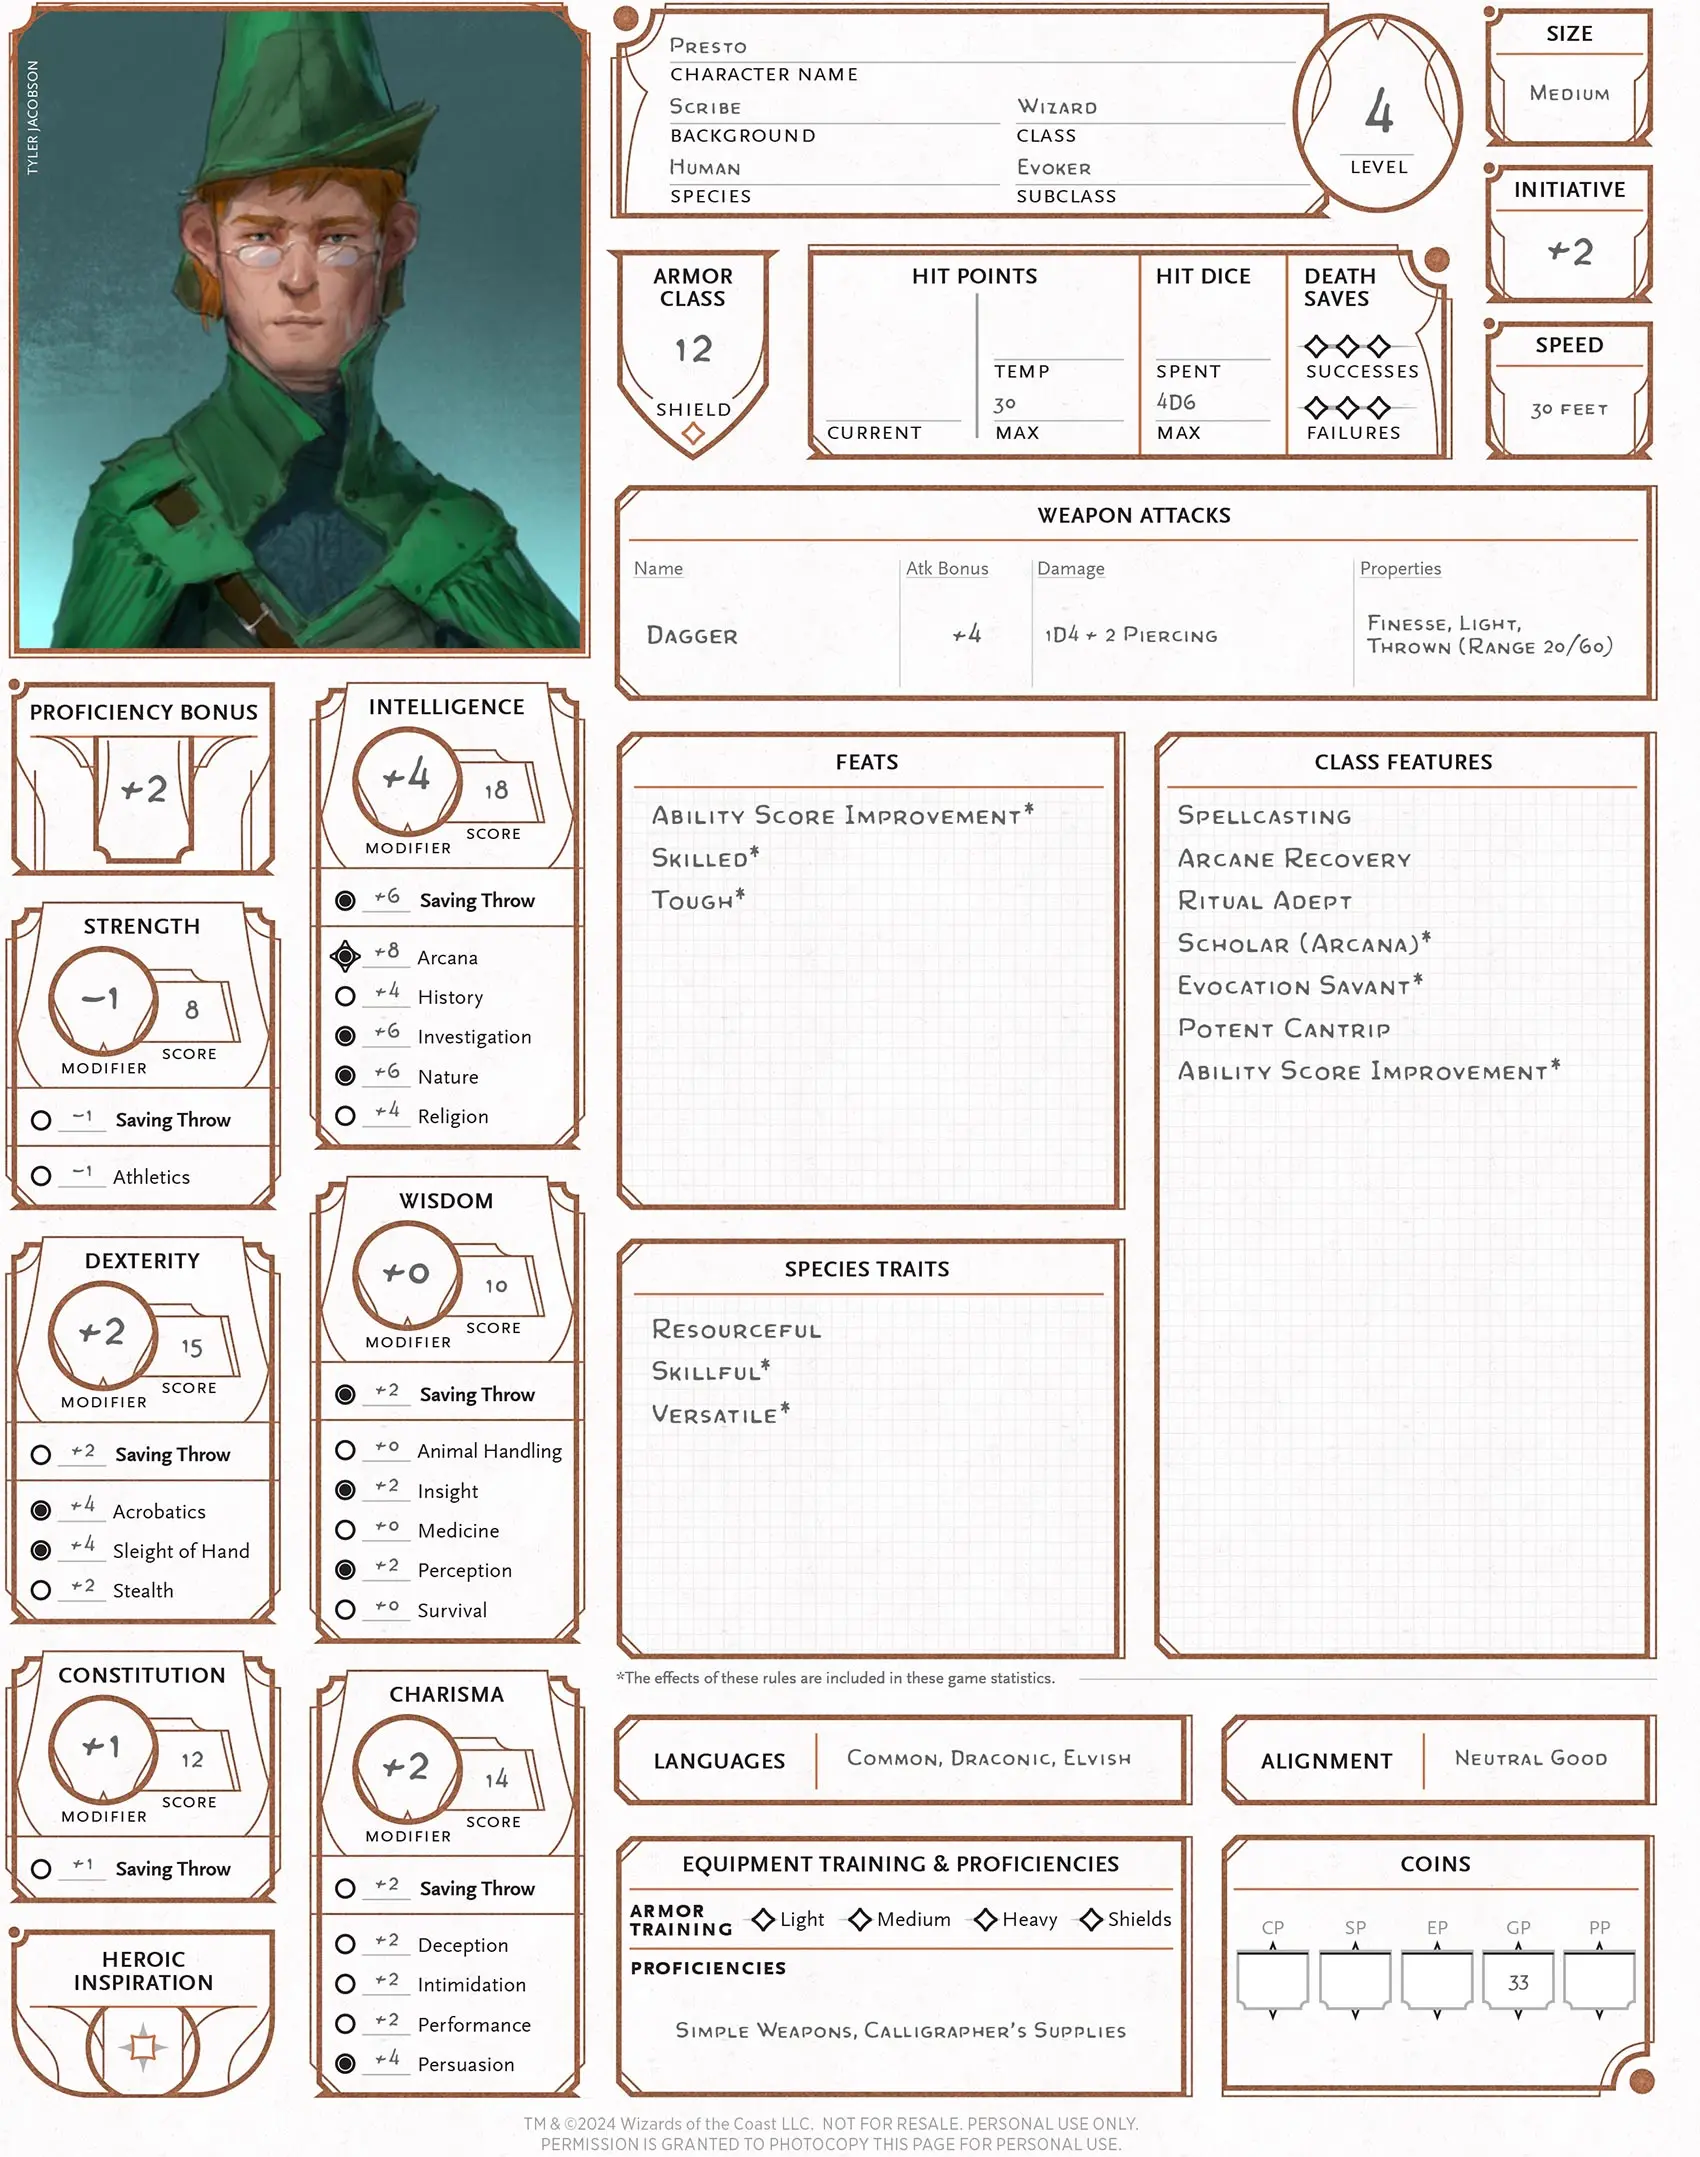 TYLER JACOBSON
Presto
CHARACTER NAME
Scribe Wizard
BACKGROUND CLASS
Human Evoker
SPECIES SUBCLASS
4
LEVEL
SIZE
Medium
INITIATIVE
+2
SPEED
30 feet
ARMOR
CLASS
12
SHIELD
HIT POINTS
CURRENT
TEMP
30
MAX
HIT DICE
SPENT
4D6
MAX
DEATH
SAVES
SUCCESSES
FAILURES
WEAPON ATTACKS
Name Atk Bonus Damage Properties
Dagger +4 1D4 + 2 Piercing Finesse, Light,
Thrown (Range 20/60)
PROFICIENCY BONUS
+2
STRENGTH
-1
8
SCORE
MODIFIER
-1 Saving Throw
-1 Athletics
DEXTERITY
+2
15
SCORE
MODIFIER
+2 Saving Throw
+4 Acrobatics
+4 Sleight of Hand
+2 Stealth
CONSTITUTION
+1
12
SCORE
MODIFIER
+1 Saving Throw
HEROIC
INSPIRATION
INTELLIGENCE
+4
18
SCORE
MODIFIER
+6 Saving Throw
+8 Arcana
+4 History
+6 Investigation
+6 Nature
+4 Religion
WISDOM
+0
10
SCORE
MODIFIER
+2 Saving Throw
+0 Animal Handling
+2 Insight
+0 Medicine
+2 Perception
+0 Survival
CHARISMA
+2
14
SCORE
MODIFIER
+2 Saving Throw
+2 Deception
+2 Intimidation
+2 Performance
+4 Persuasion
FEATS
Ability Score Improvement*
Skilled*
Tough*
SPECIES TRAITS
Resourceful
Skillful*
Versatile*
CLASS FEATURES
Spellcasting
Arcane Recovery
Ritual Adept
Scholar (Arcana)*
Evocation Savant*
Potent Cantrip
Ability Score Improvement*
*The effects of these rules are included in these game statistics.
LANGUAGES Common, Draconic, Elvish
ALIGNMENT Neutral Good
EQUIPMENT TRAINING & PROFICIENCIES
ARMOR
TRAINING Light Medium Heavy Shields
PROFICIENCIES
Simple Weapons, Calligrapher's Supplies
COINS
CP SP EP GP PP
33
TM & ©2024 Wizards of the Coast LLC. NOT FOR RESALE. PERSONAL USE ONLY.
PERMISSION IS GRANTED TO PHOTOCOPY THIS PAGE FOR PERSONAL USE.